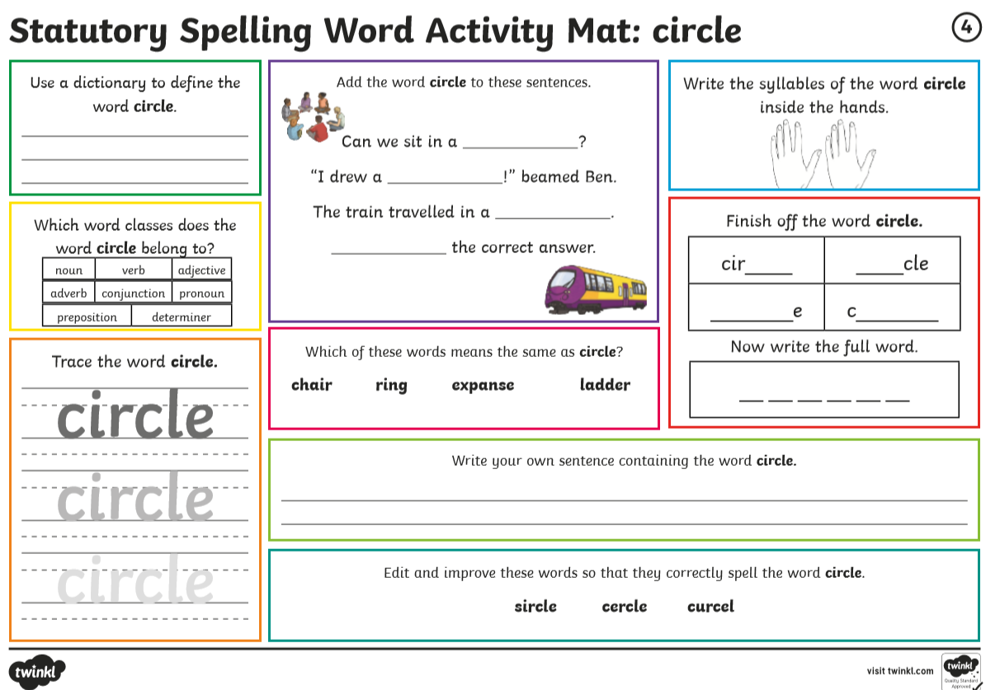 Statutory Spelling Word Activity Mat: circle
4
Use a dictionary to define the
word circle.
Add the word circle to these sentences.
Can we sit in a ____________?
“I drew a ____________!” beamed Ben.
The train travelled in a ____________.
____________ the correct answer.
Write the syllables of the word circle
inside the hands.
Which word classes does the
word circle belong to?
noun verb adjective
adverb conjunction pronoun
preposition determiner
Finish off the word circle.
cir_____ _____cle
_________e c_________
Now write the full word.
_ _ _ _ _ _
Trace the word circle.
circle
circle
circle
Which of these words means the same as circle?
chair ring expanse ladder
Write your own sentence containing the word circle.
Edit and improve these words so that they correctly spell the word circle.
sircle cercle curcel
twinkl
visit twinkl.com
twinkl
Quality Standard
Approved